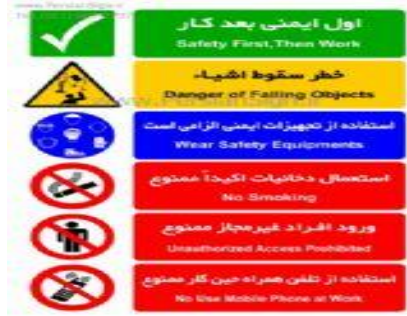 اول ایمنی بعد کار
Safety First,Then Work
خطر سقوط اشیاء
Danger of Falling Objects
استفاده از تجهیزات ایمنی الزامی است
Wear Safety Equipments
استعمال دخانیات اکیداً ممنوع
No Smoking
ورود افراد غیرمجاز ممنوع
Unauthorized Access Prohibited
استفاده از تلفن همراه حین کار ممنوع
No Use Mobile Phone at Work